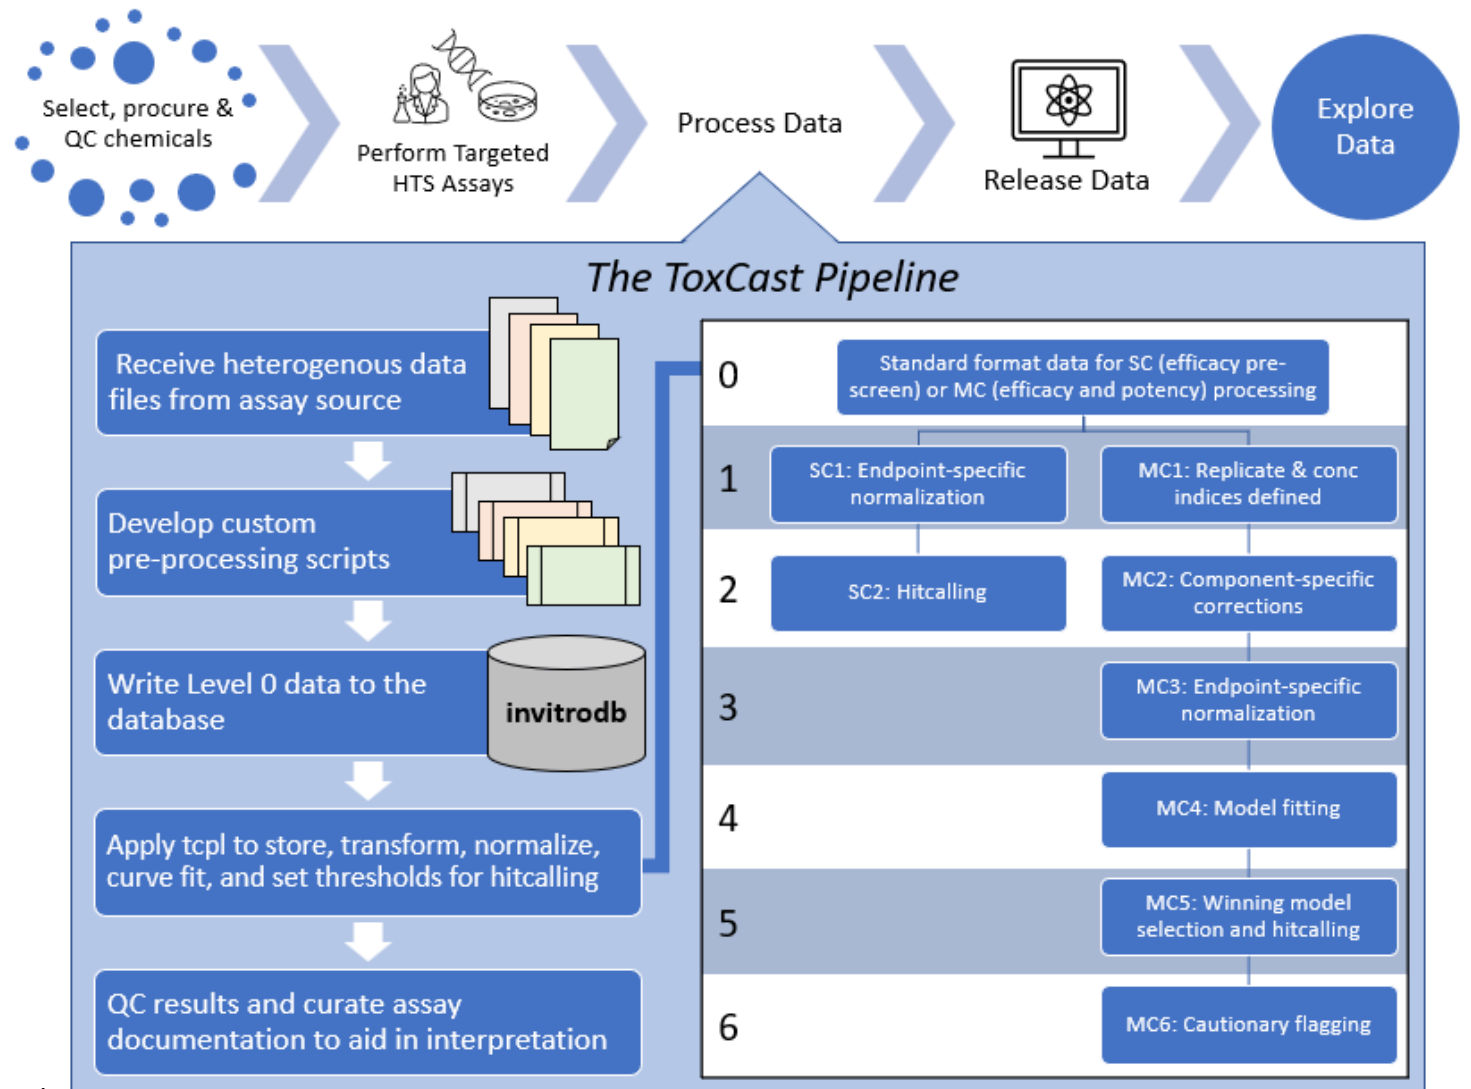 Select, procure &
QC chemicals
Perform Targeted
HTS Assays
Process Data
Release Data
Explore
Data
The ToxCast Pipeline
Receive heterogenous data
files from assay source
Develop custom
pre-processing scripts
Write Level 0 data to the
database
invitrodb
Apply tcpl to store, transform, normalize,
curve fit, and set thresholds for hitcalling
QC results and curate assay
documentation to aid in interpretation
0
Standard format data for SC (efficacy pre-
screen) or MC (efficacy and potency) processing
1
SC1: Endpoint-specific
normalization
MC1: Replicate & conc
indices defined
2
SC2: Hitcalling
MC2: Component-specific
corrections
3
MC3: Endpoint-specific
normalization
4
MC4: Model fitting
5
MC5: Winning model
selection and hitcalling
6
MC6: Cautionary flagging